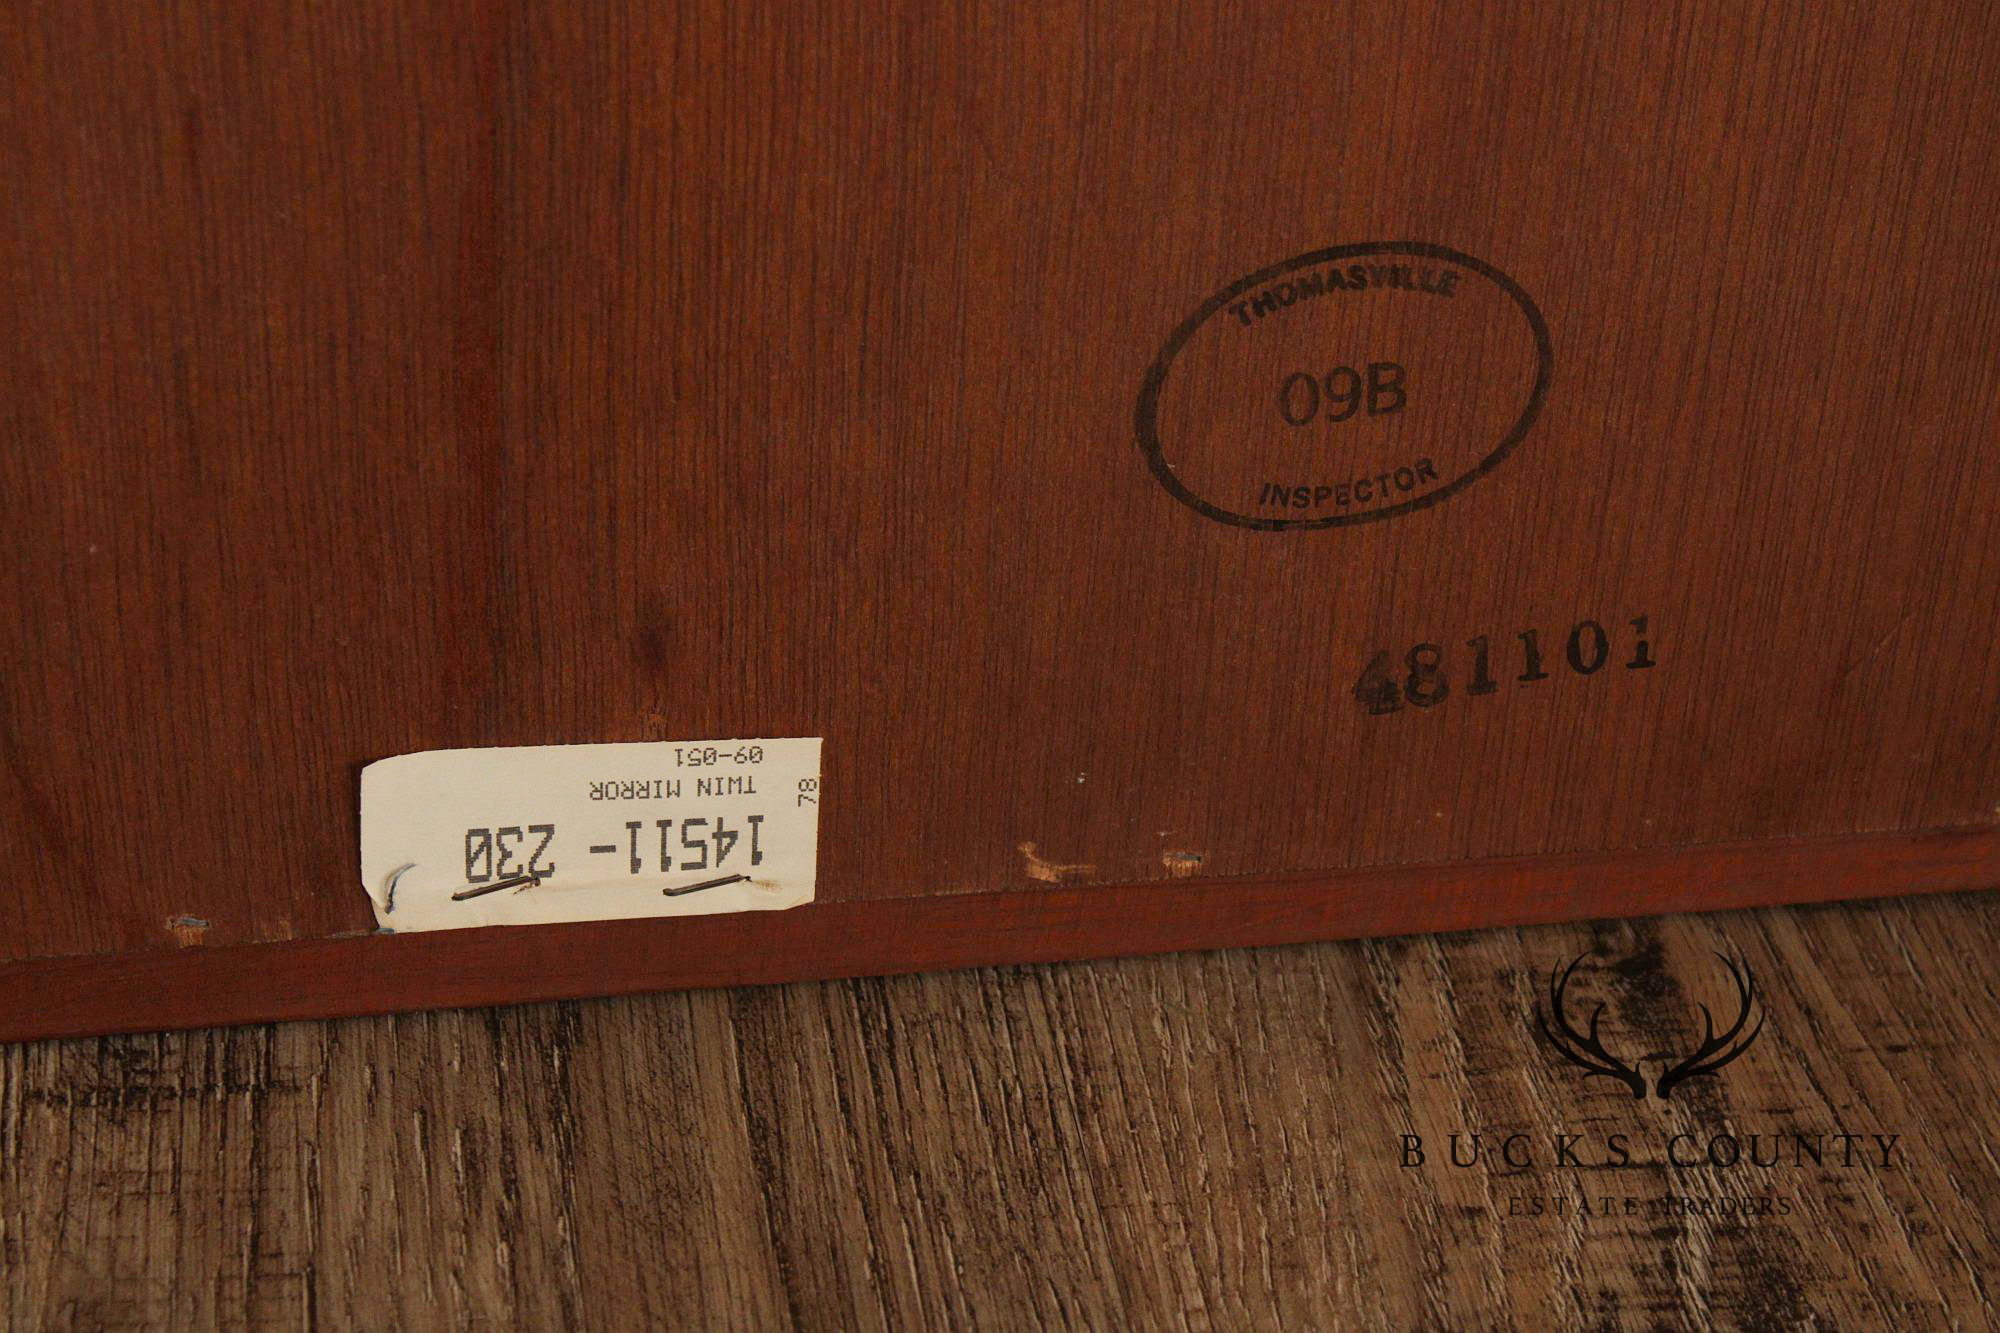 THOMASVILLE
09B
INSPECTOR
481101
14511- 230
TWIN MIRROR
09-051
78
BUCKS COUNTY
ESTATE TRADERS